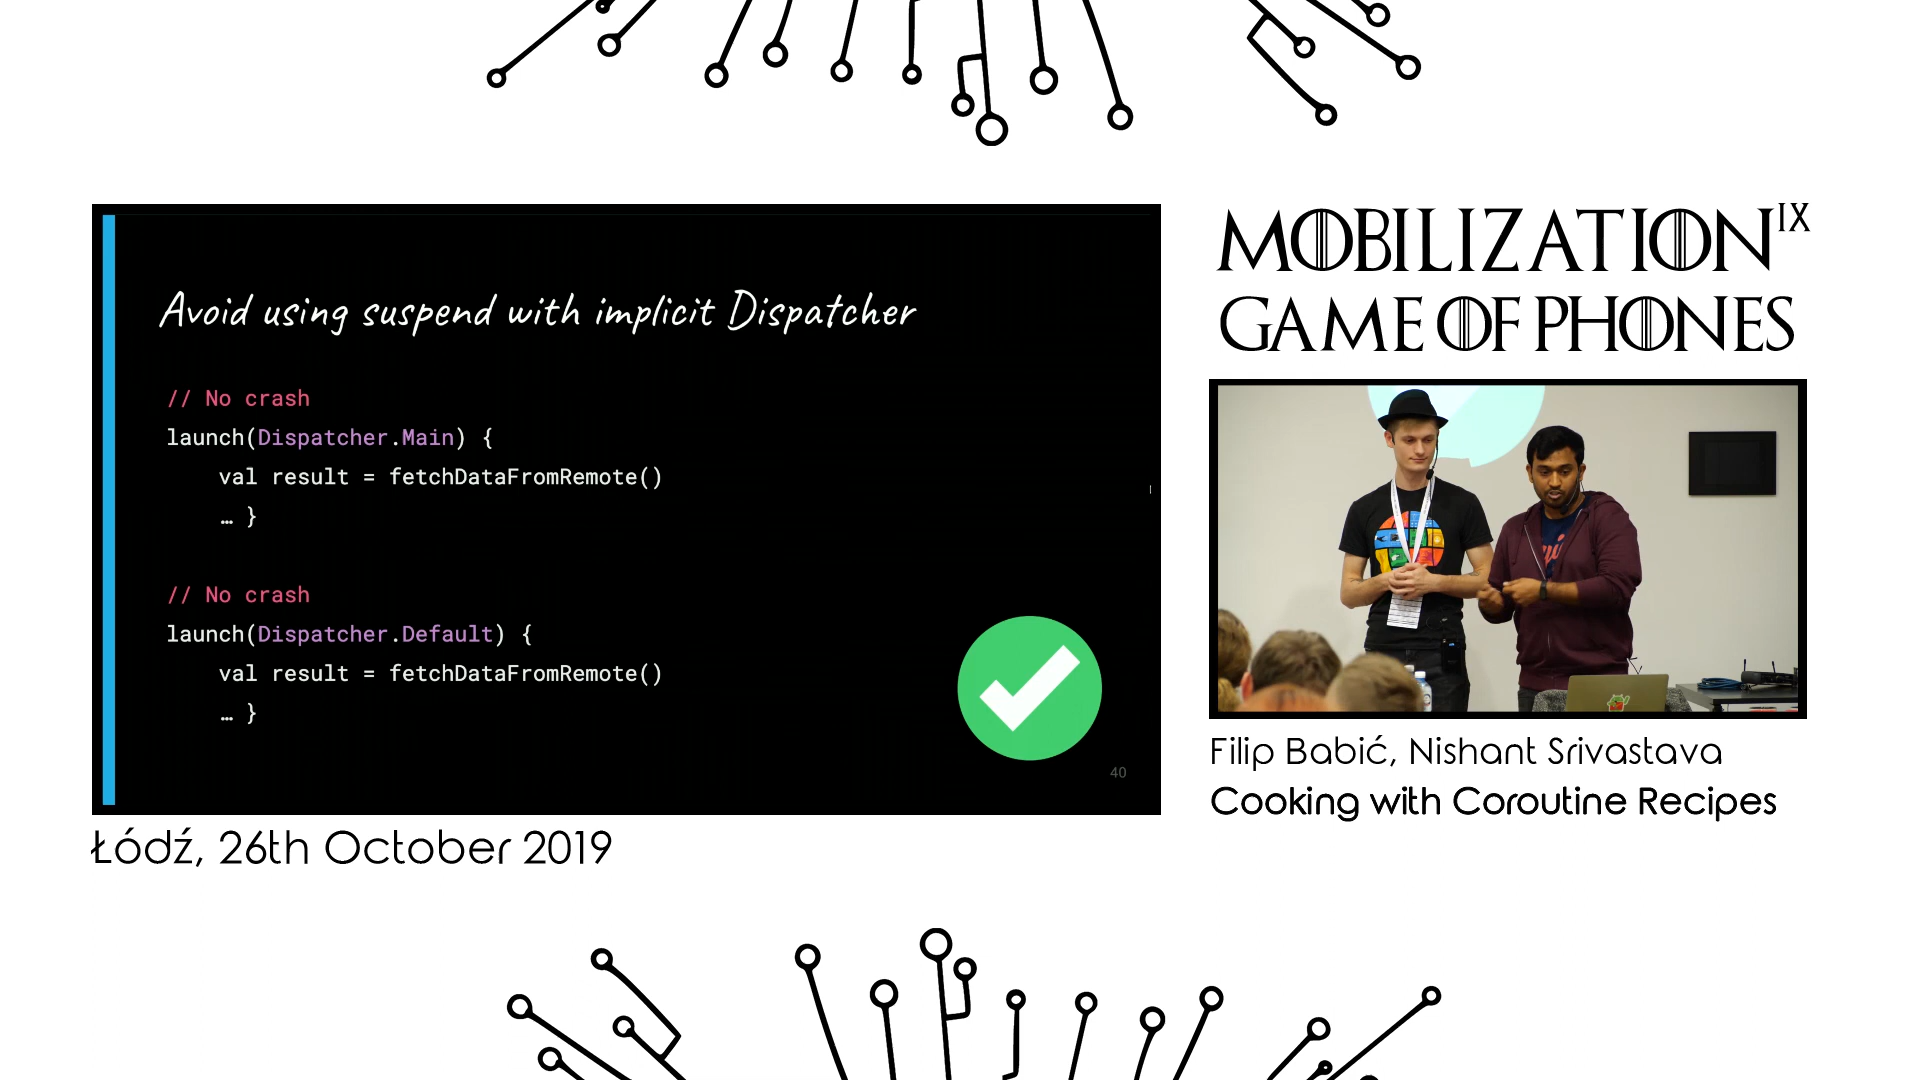 Avoid using suspend with implicit Dispatcher
// No crash
launch(Dispatcher.Main) {
    val result = fetchDataFromRemote()
    … }
// No crash
launch(Dispatcher.Default) {
    val result = fetchDataFromRemote()
    … }
40
Łódź, 26th October 2019
MOBILIZATION IX
GAME OF PHONES
Filip Babić, Nishant Srivastava
Cooking with Coroutine Recipes